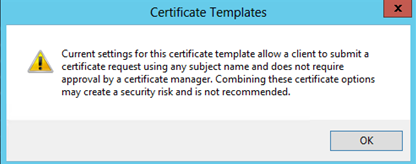 Certificate Templates
x
Current settings for this certificate template allow a client to submit a
certificate request using any subject name and does not require
approval by a certificate manager. Combining these certificate options
may create a security risk and is not recommended.
OK